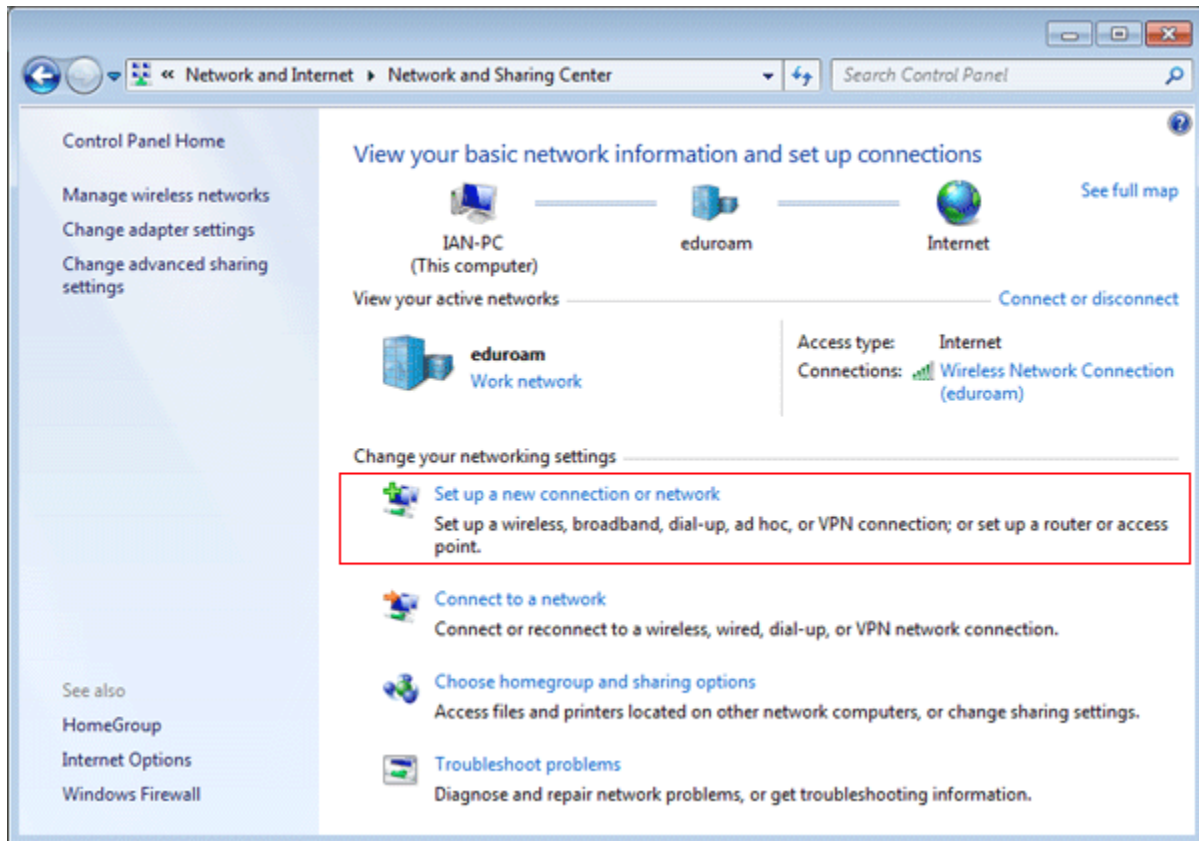 « Network and Internet ▸ Network and Sharing Center
Search Control Panel
Control Panel Home
Manage wireless networks
Change adapter settings
Change advanced sharing
settings
See also
HomeGroup
Internet Options
Windows Firewall
View your basic network information and set up connections
See full map
IAN-PC
(This computer)
eduroam
Internet
View your active networks
Connect or disconnect
eduroam
Work network
Access type: Internet
Connections: Wireless Network Connection
(eduroam)
Change your networking settings
Set up a new connection or network
Set up a wireless, broadband, dial-up, ad hoc, or VPN connection; or set up a router or access
point.
Connect to a network
Connect or reconnect to a wireless, wired, dial-up, or VPN network connection.
Choose homegroup and sharing options
Access files and printers located on other network computers, or change sharing settings.
Troubleshoot problems
Diagnose and repair network problems, or get troubleshooting information.